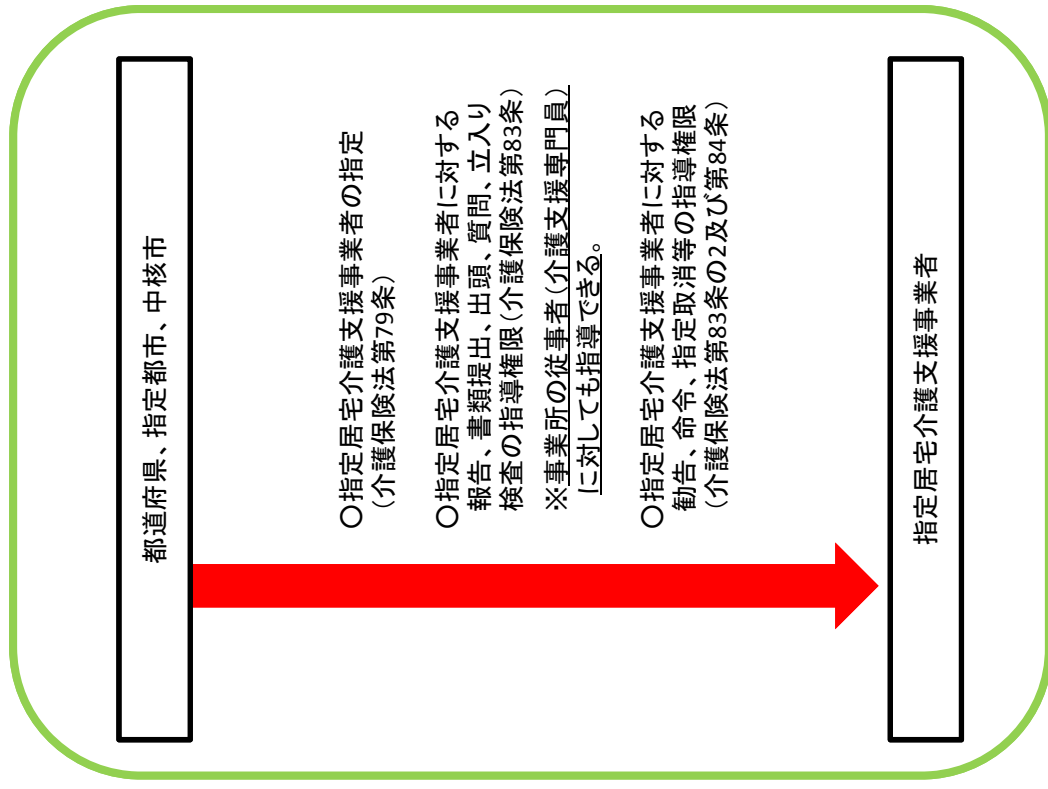 都道府県、指定都市、中核市
〇指定居宅介護支援事業者の指定
（介護保険法第79条）
〇指定居宅介護支援事業者に対する
報告、書類提出、出頭、質問、立入り
検査の指導権限（介護保険法第83条）
※事業所の従事者（介護支援専門員）
に対しても指導できる。
〇指定居宅介護支援事業者に対する
勧告、命令、指定取消等の指導権限
（介護保険法第83条の2及び第84条）
指定居宅介護支援事業者